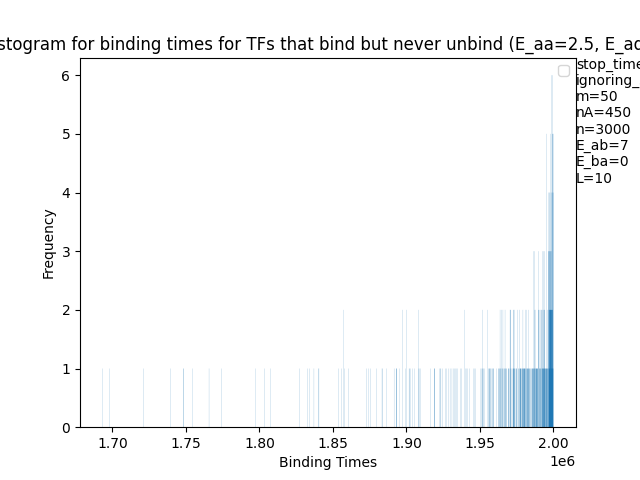 stogram for binding times for TFs that bind but never unbind (E_aa=2.5, E_
stop_time
ignoring_
m=50
nA=450
n=3000
E_ab=7
E_ba=0
L=10
Frequency
6
5
4
3
2
1
0
1.70 1.75 1.80 1.85 1.90 1.95 2.00
1e6
Binding Times